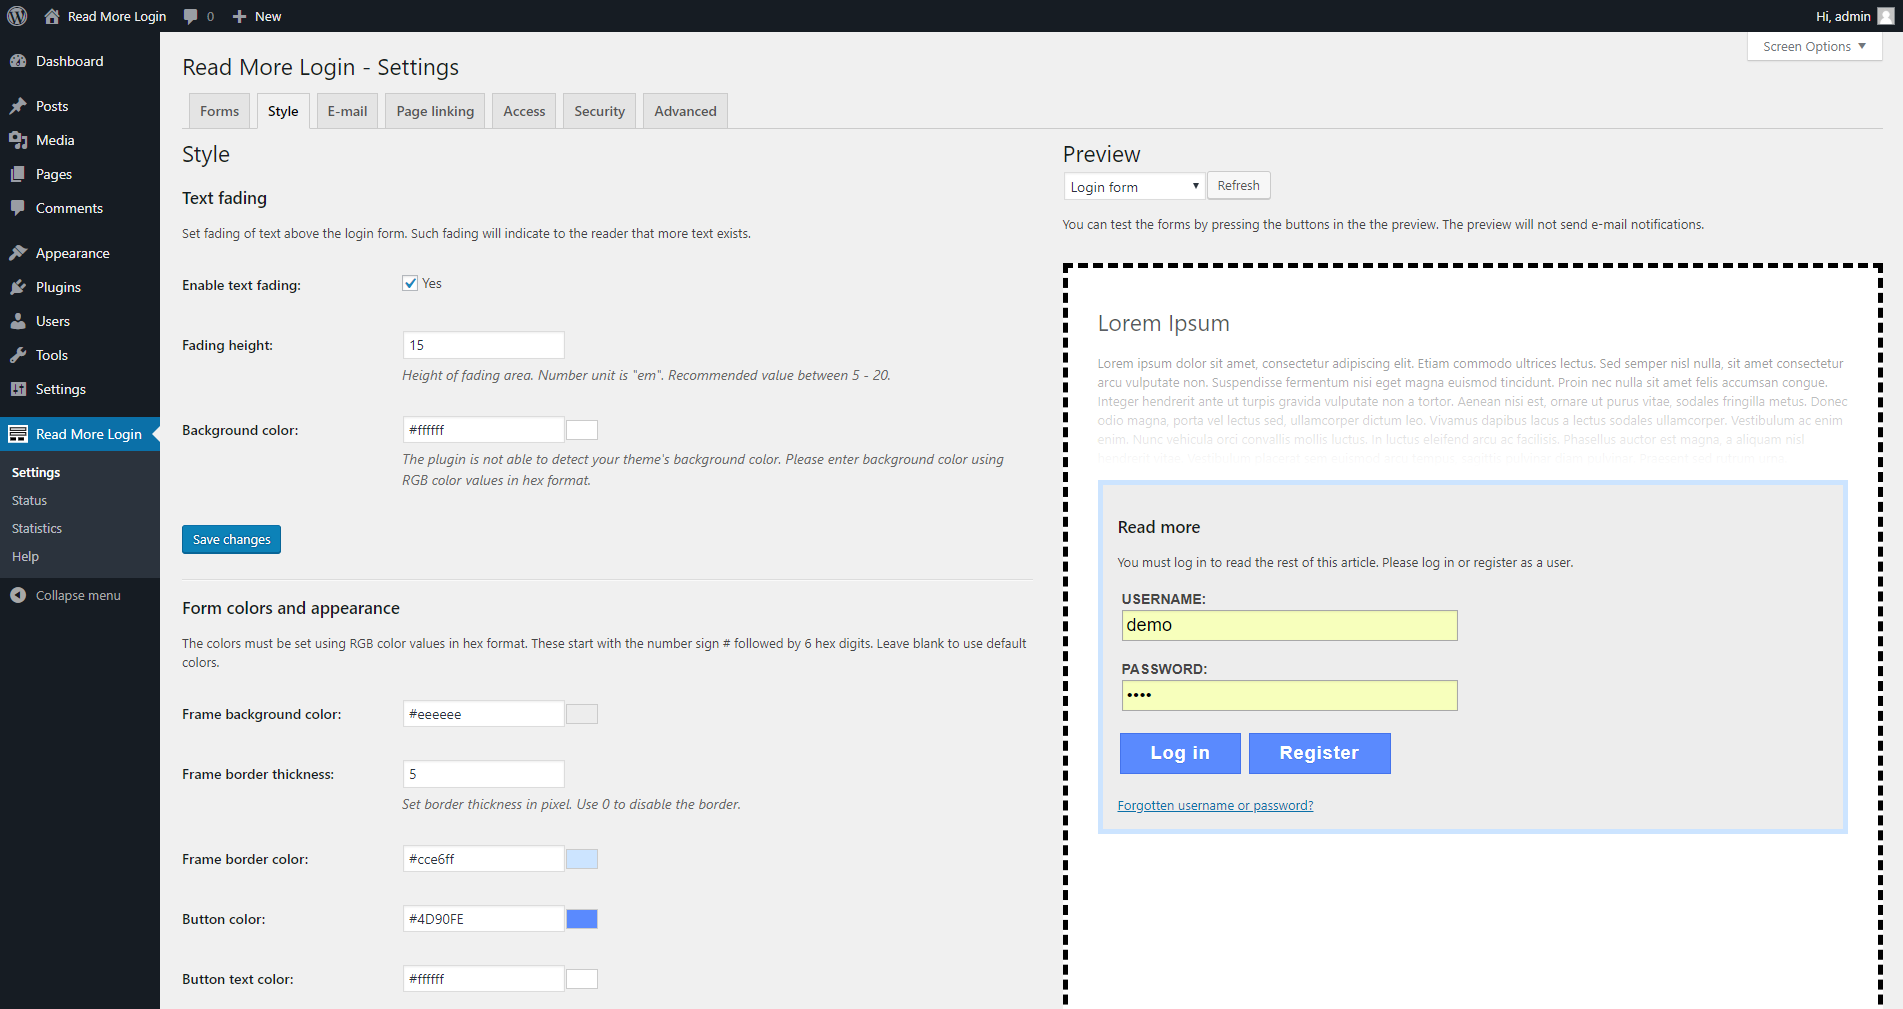 Read More Login
0
New
Hi, admin
Screen Options
Dashboard
Posts
Media
Pages
Comments
Appearance
Plugins
Users
Tools
Settings
Read More Login
Settings
Status
Statistics
Help
Collapse menu
Read More Login - Settings
Forms
Style
E-mail
Page linking
Access
Security
Advanced
Style
Text fading
Set fading of text above the login form. Such fading will indicate to the reader that more text exists.
Enable text fading:
Yes
Fading height:
15
Height of fading area. Number unit is "em". Recommended value between 5 - 20.
Background color:
#ffffff
The plugin is not able to detect your theme's background color. Please enter background color using
RGB color values in hex format.
Save changes
Form colors and appearance
The colors must be set using RGB color values in hex format. These start with the number sign # followed by 6 hex digits. Leave blank to use default
colors.
Frame background color:
#eeeeee
Frame border thickness:
5
Set border thickness in pixel. Use 0 to disable the border.
Frame border color:
#cce6ff
Button color:
#4D90FE
Button text color:
#ffffff
Preview
Login form
Refresh
You can test the forms by pressing the buttons in the the preview. The preview will not send e-mail notifications.
Lorem Ipsum
Lorem ipsum dolor sit amet, consectetur adipiscing elit. Etiam commodo ultrices lectus. Sed semper nisl nulla, sit amet consectetur
arcu vulputate non. Suspendisse fermentum nisi eget magna euismod tincidunt. Proin nec nulla sit amet felis accumsan congue.
Integer hendrerit ante ut turpis gravida vulputate non a tortor. Aenean nisi est, ornare ut purus vitae, sodales fringilla metus. Donec
odio magna, porta vel lectus sed, ullamcorper dictum leo. Vivamus dapibus lacus a lectus sodales ullamcorper. Vestibulum ac enim
enim. Nunc vehicula orci convallis mollis luctus. In luctus eleifend arcu ac facilisis. Phasellus auctor est magna, a aliquam nisl
hendrerit vitae. Vestibulum placerat sem euismod arcu tempus, sagittis pulvinar diam pulvinar. Praesent sed rutrum urna.
Read more
You must log in to read the rest of this article. Please log in or register as a user.
USERNAME:
demo
PASSWORD:
••••
Log in
Register
Forgotten username or password?